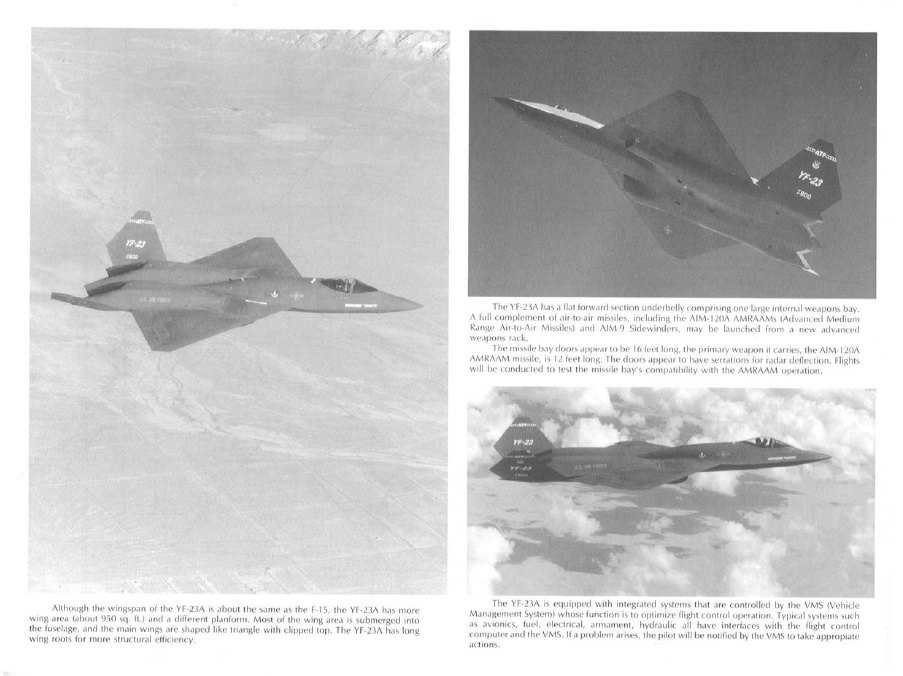 ATF
YF-23
F800
U.S. AIR FORCE
Although the wingspan of the YF-23A is about the same as the F-15, the YF-23A has more
wing area (about 950 sq. ft.) and a different planform. Most of the wing area is submerged into
the fuselage, and the main wings are shaped like triangle with clipped top. The YF-23A has long
wing roots for more structural efficiency.
ATF
YF-23
F800
The YF-23A has a flat forward section underbelly comprising one large internal weapons bay.
A full complement of air-to-air missiles, including the AIM-120A AMRAAMs (Advanced Medium
Range Air-to-Air Missiles) and AIM-9 Sidewinders, may be launched from a new advanced
weapons rack.
The missile bay doors appear to be 16 feet long, the primary weapon it carries, the AIM-120A
AMRAAM missile, is 12 feet long. The doors appear to have serrations for radar deflection. Flights
will be conducted to test the missile bay's compatibility with the AMRAAM operation.
YF-23
YF-23
U.S. AIR FORCE
The YF-23A is equipped with integrated systems that are controlled by the VMS (Vehicle
Management System) whose function is to optimize flight control operation. Typical systems such
as avionics, fuel, electrical, armament, hydraulic all have interfaces with the flight control
computer and the VMS. If a problem arises, the pilot will be notified by the VMS to take appropiate
actions.